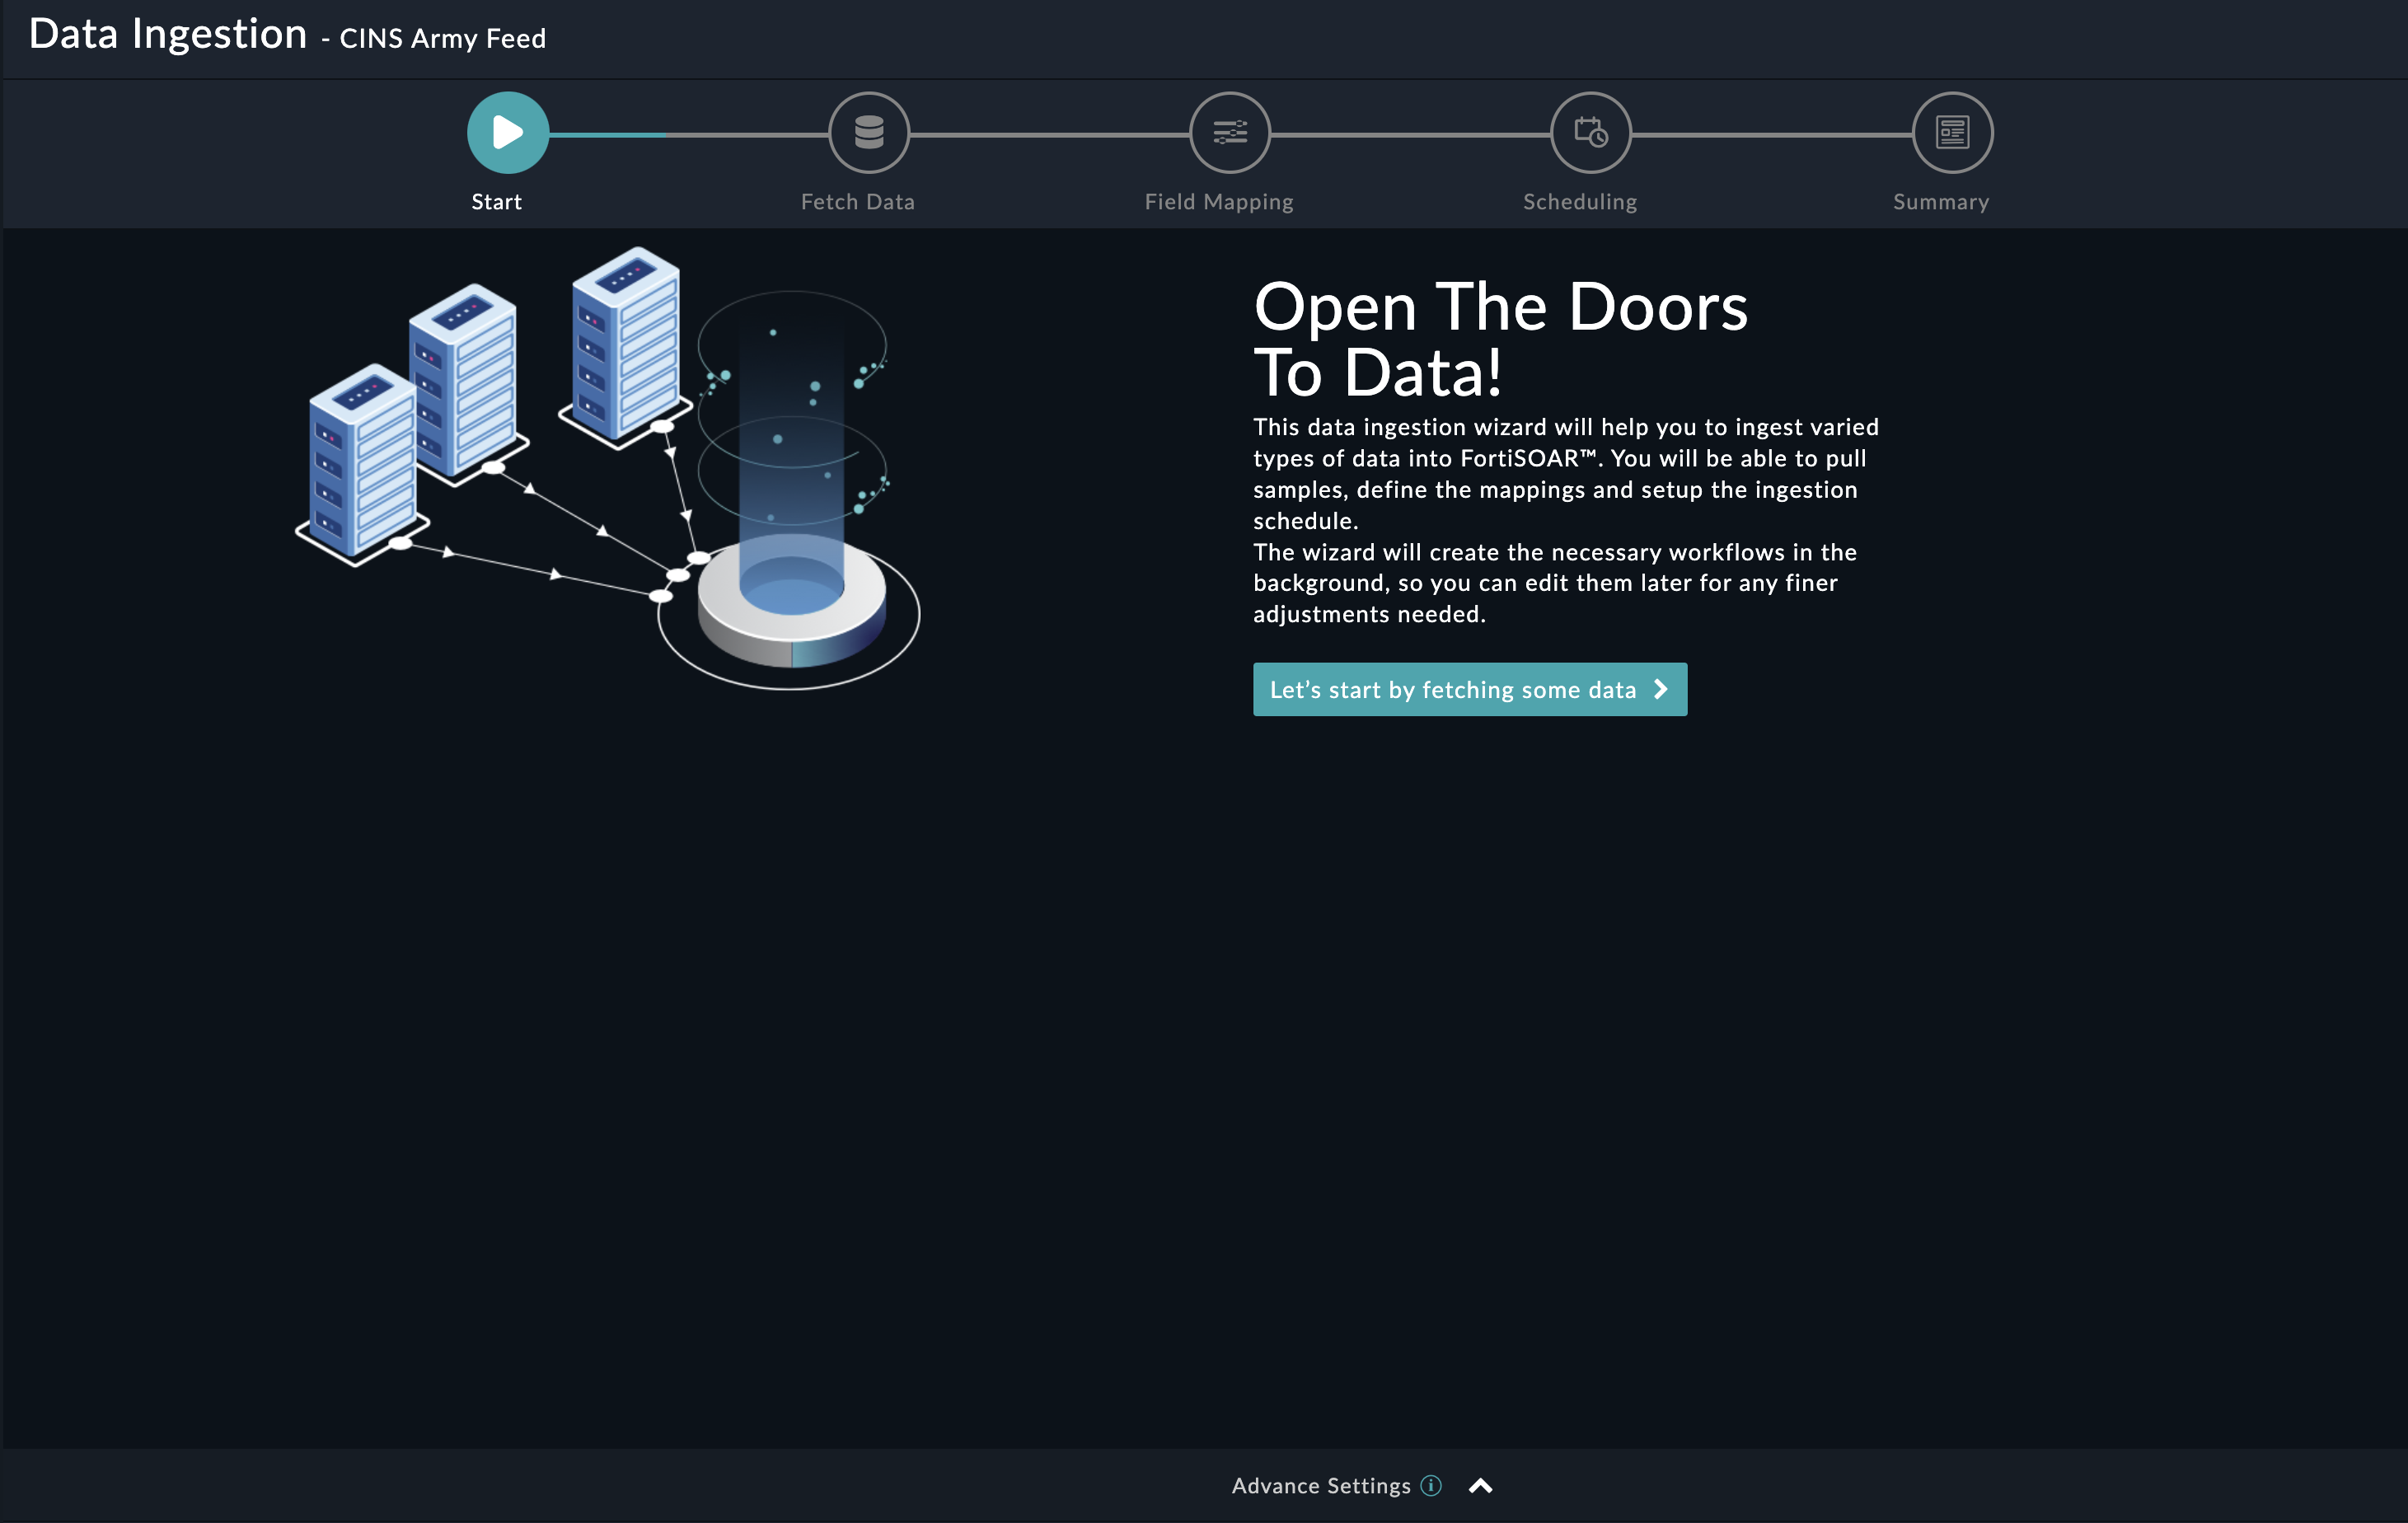 Data Ingestion - CINS Army Feed
Start
Fetch Data
Field Mapping
Scheduling
Summary
Open The Doors
To Data!
This data ingestion wizard will help you to ingest varied
types of data into FortiSOAR™. You will be able to pull
samples, define the mappings and setup the ingestion
schedule.
The wizard will create the necessary workflows in the
background, so you can edit them later for any finer
adjustments needed.
Let’s start by fetching some data
Advance Settings